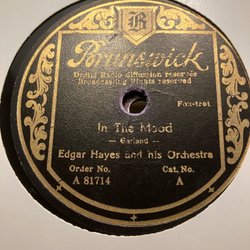 B
Brunswick
Droits Radio diffusion réservés
Broadcasting Rights reserved
Fox-trot
In The Mood
- Garland -
Edgar Hayes and his Orchestra
Order No.
Cat. No.
A 81714
A